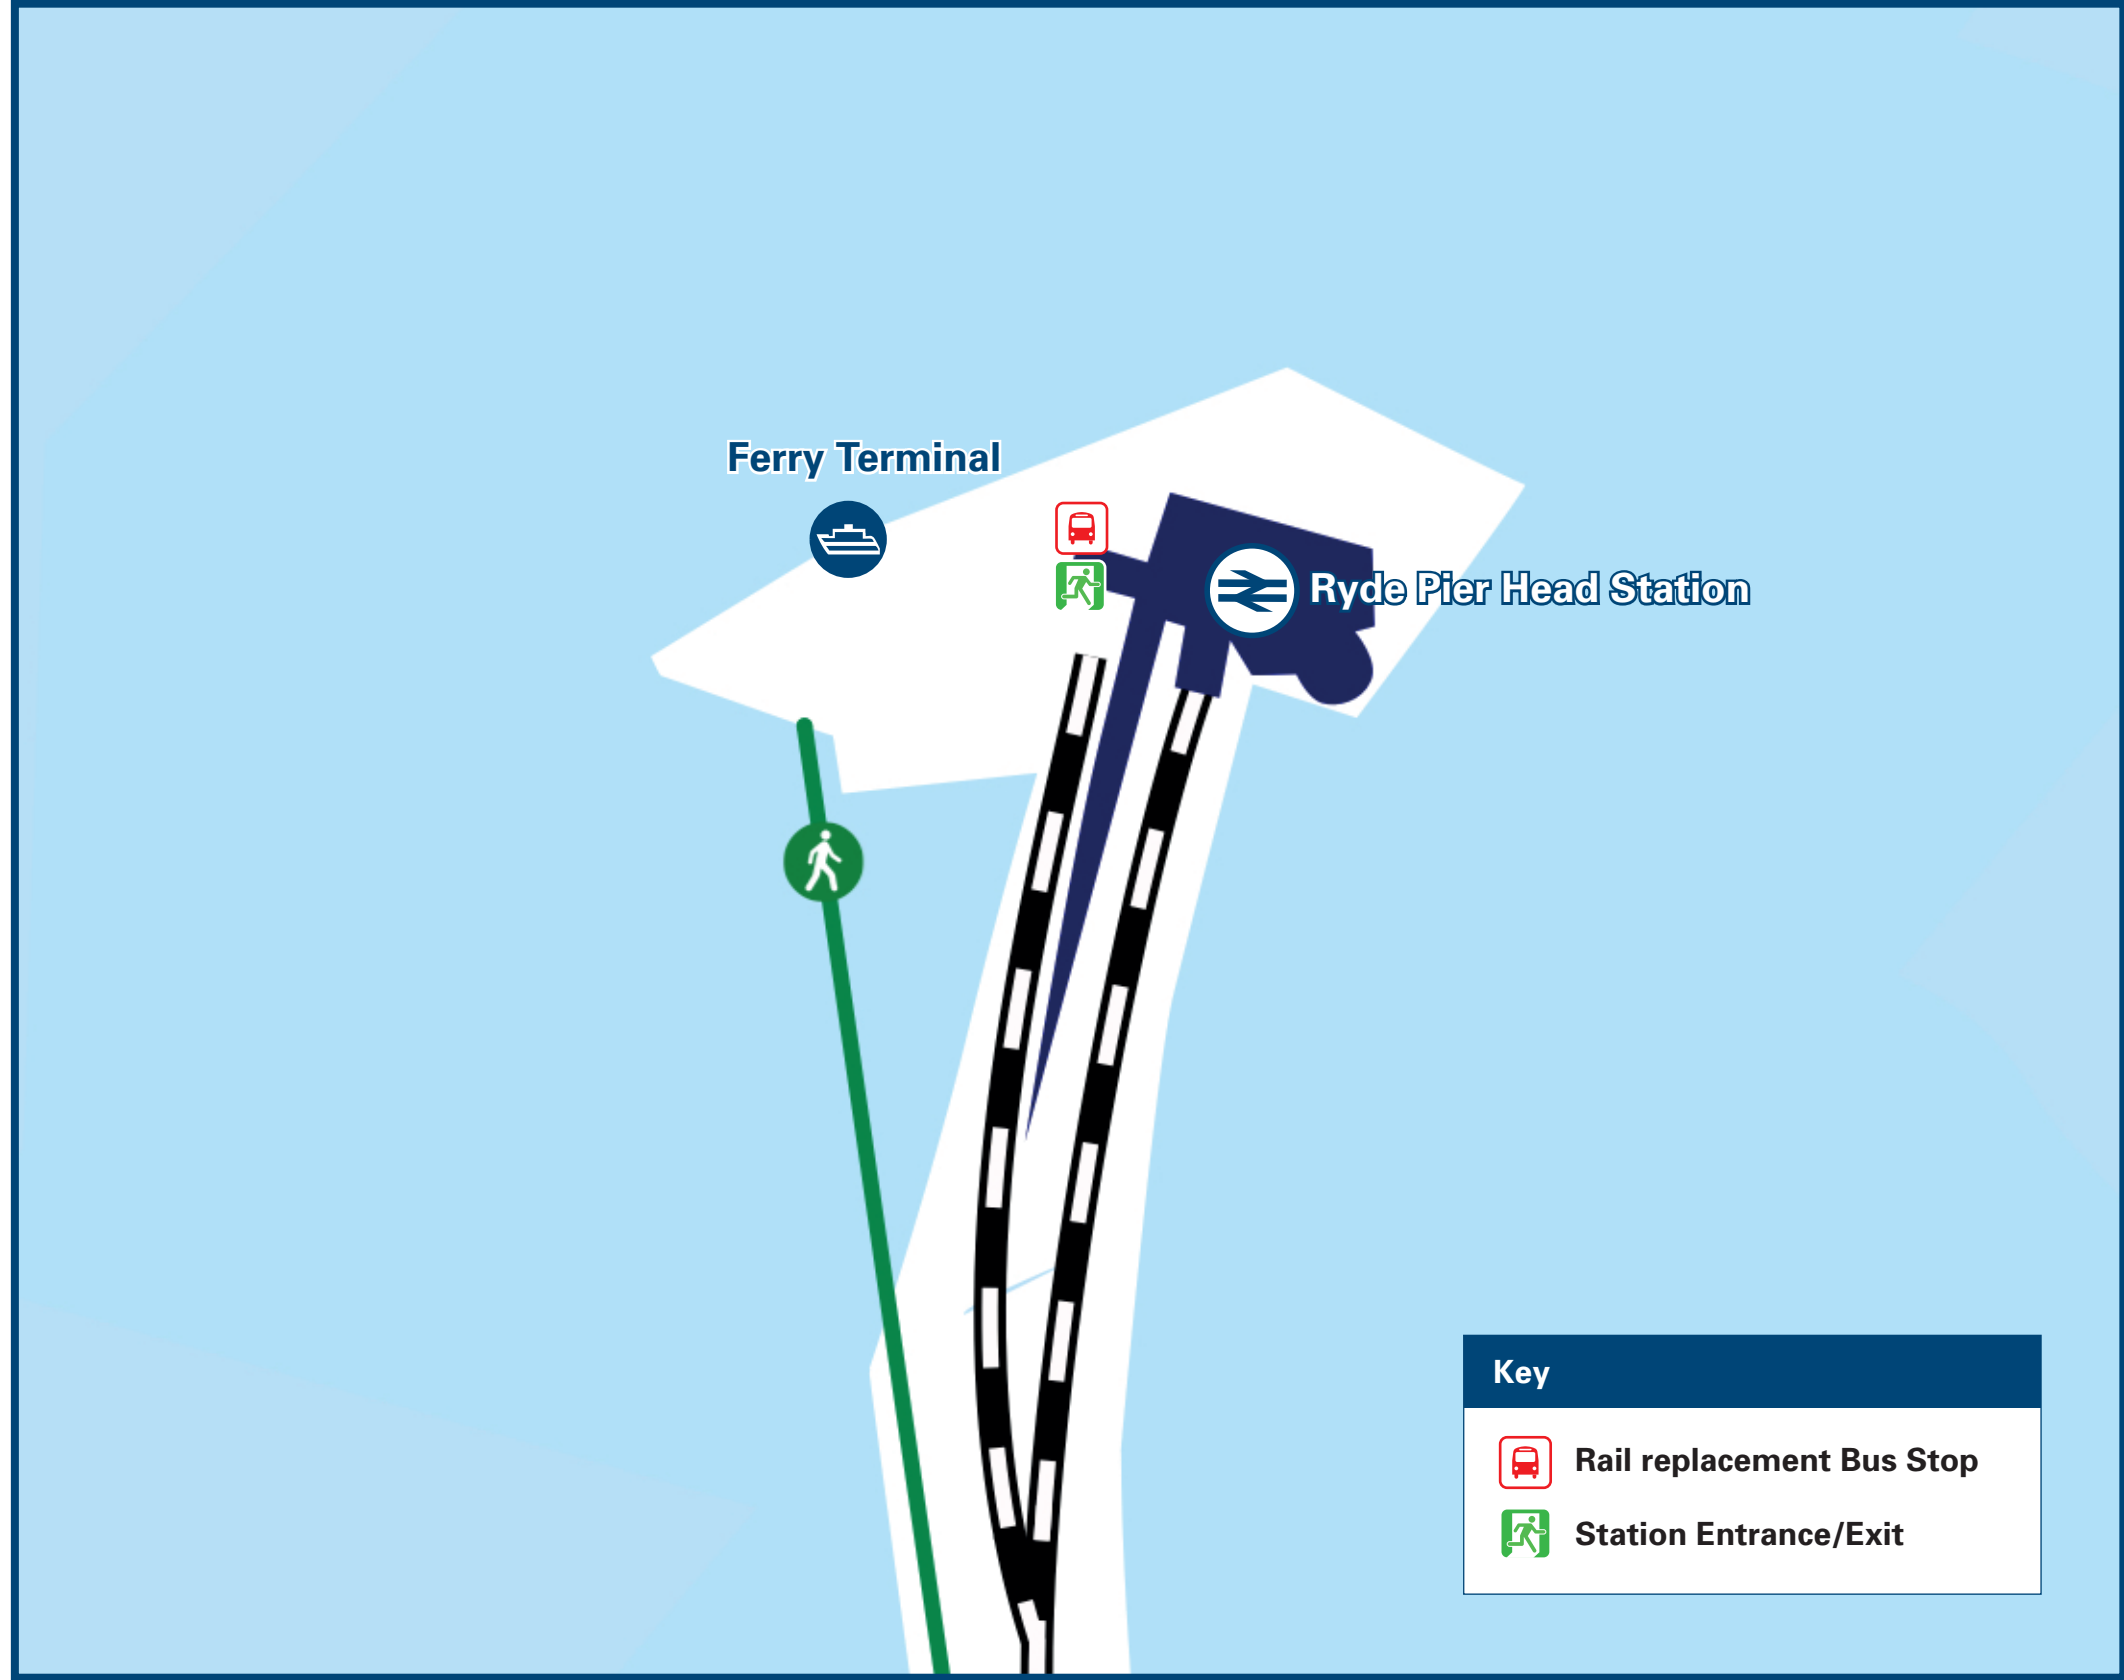 Ferry Terminal
Ryde Pier Head Station
Key
Rail replacement Bus Stop
Station Entrance/Exit